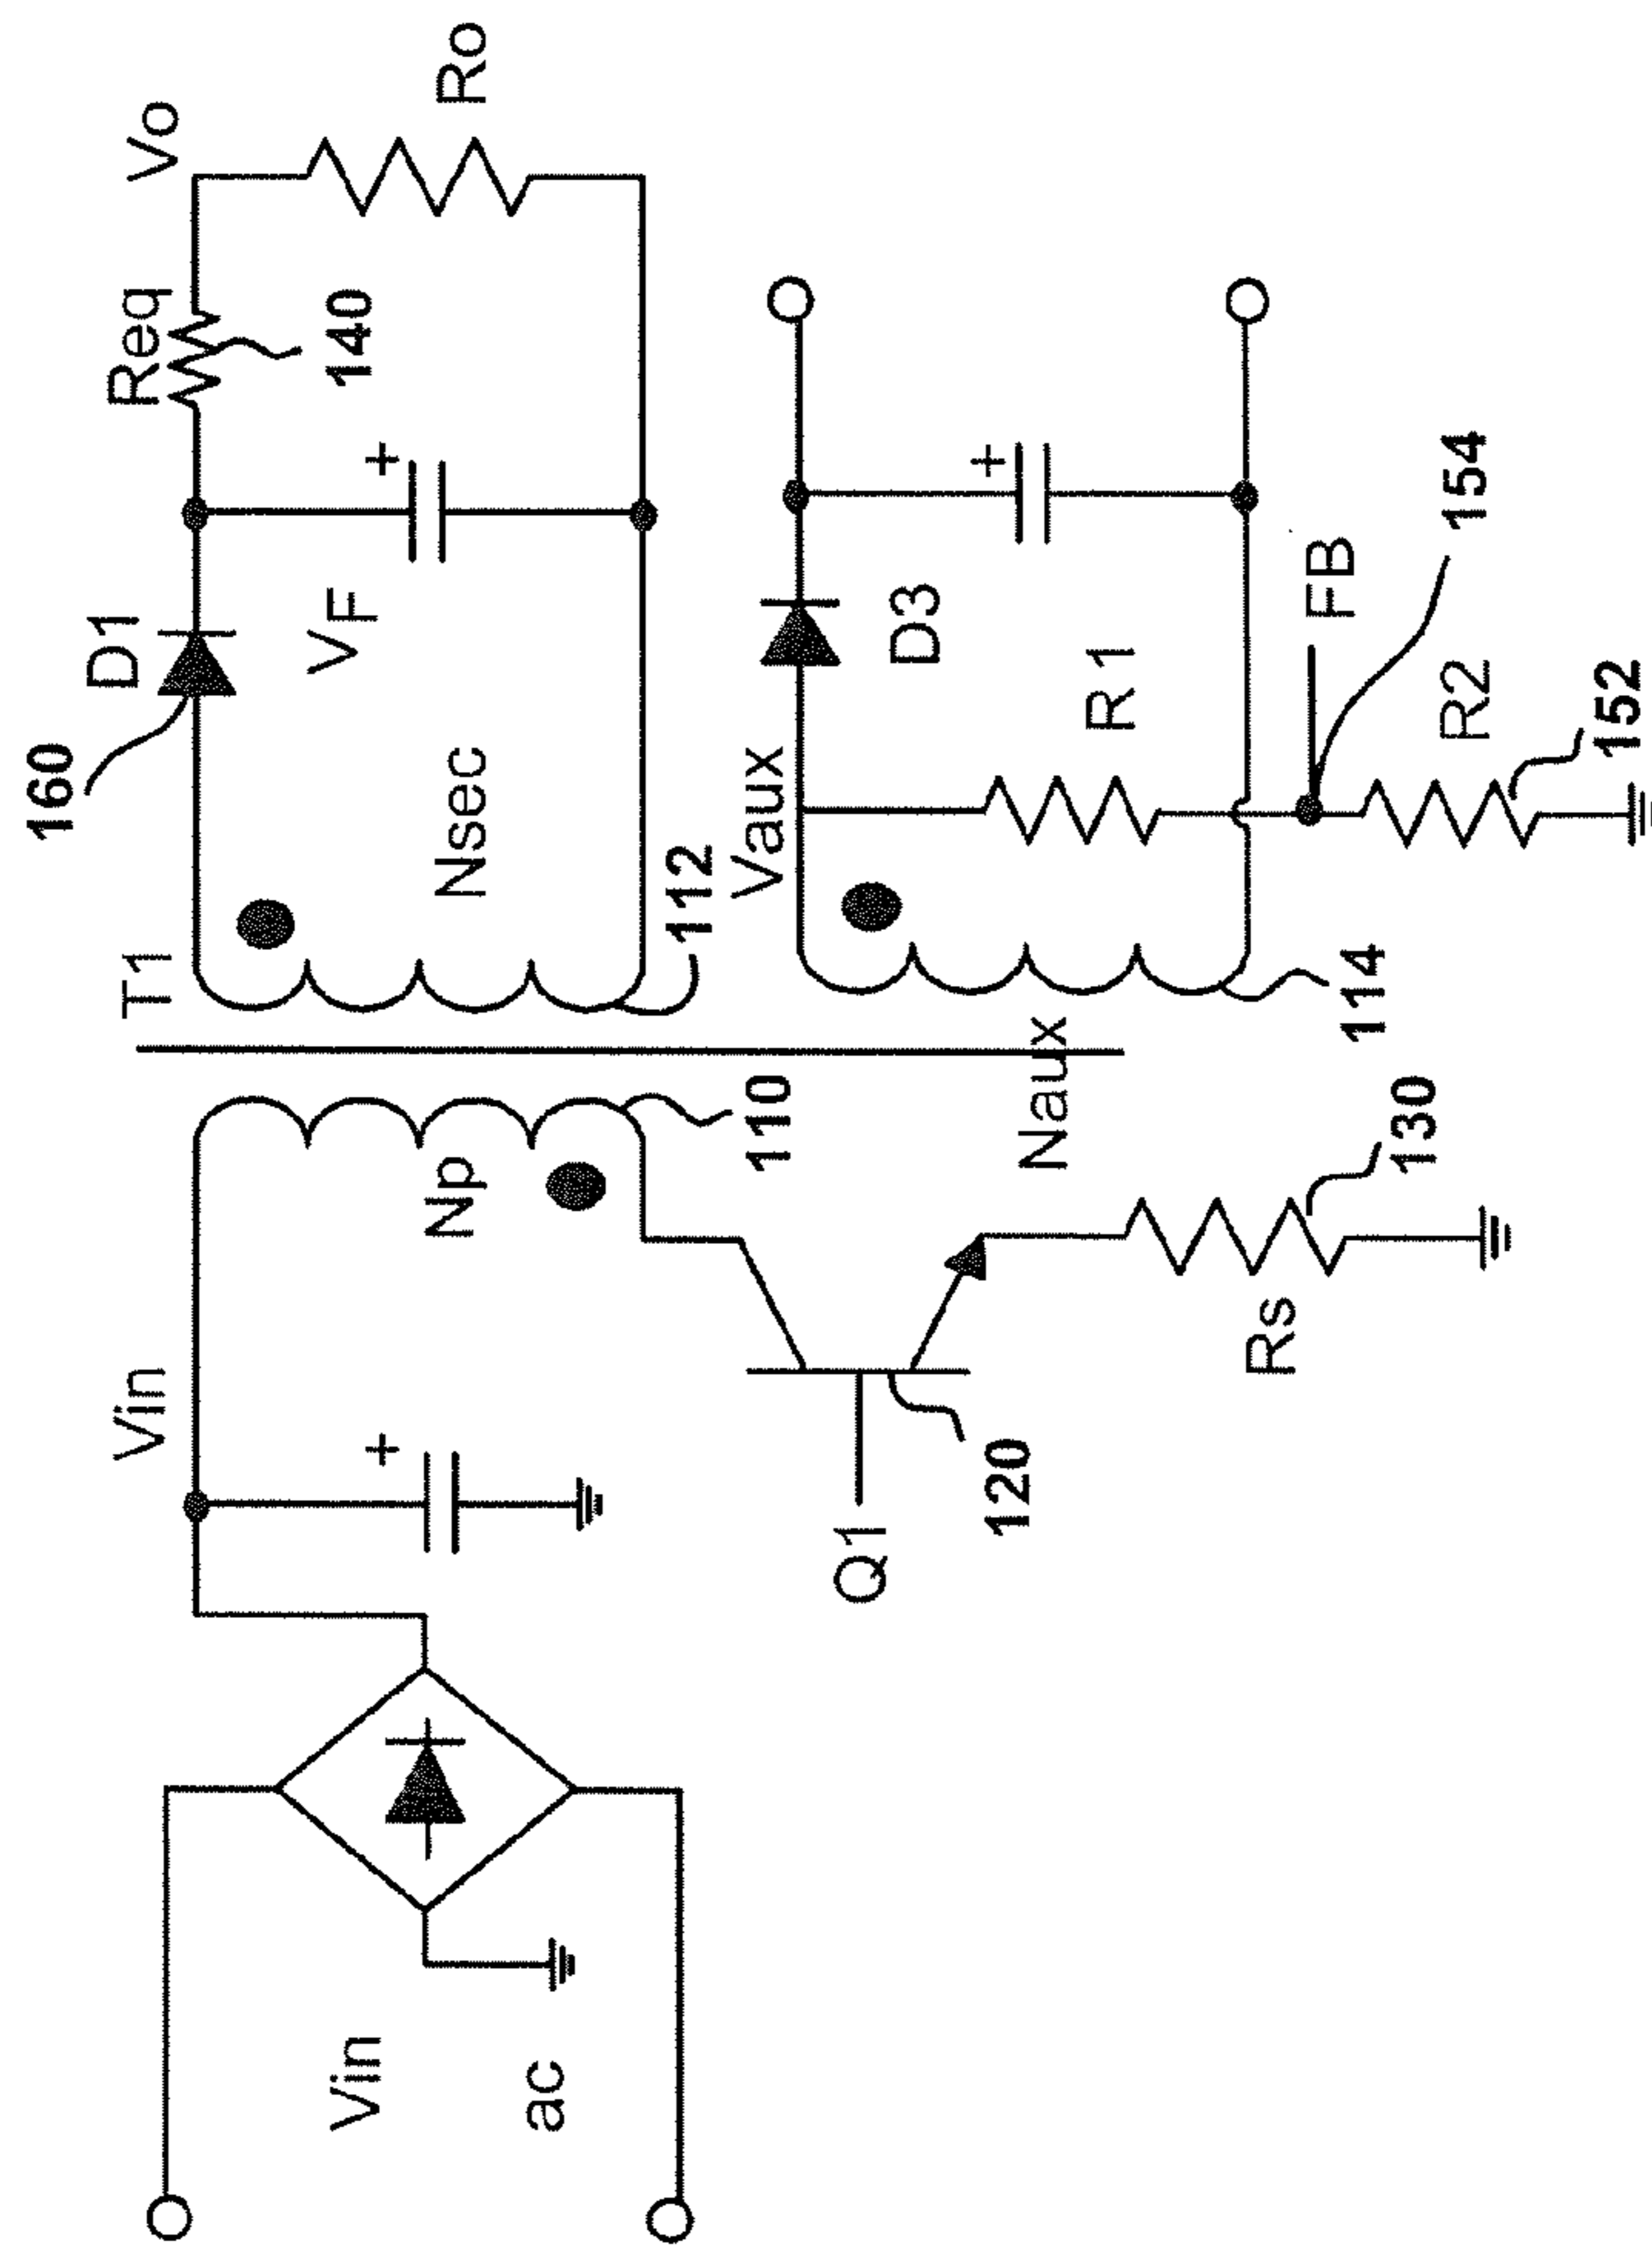 160
D1
Req
Vo
T1
VF
140
Ro
Nsec
112
Vin
Np
110
Vaux
D3
R1
FB
154
R2
152
114
Naux
130
Rs
Q1
120
Vin
ac